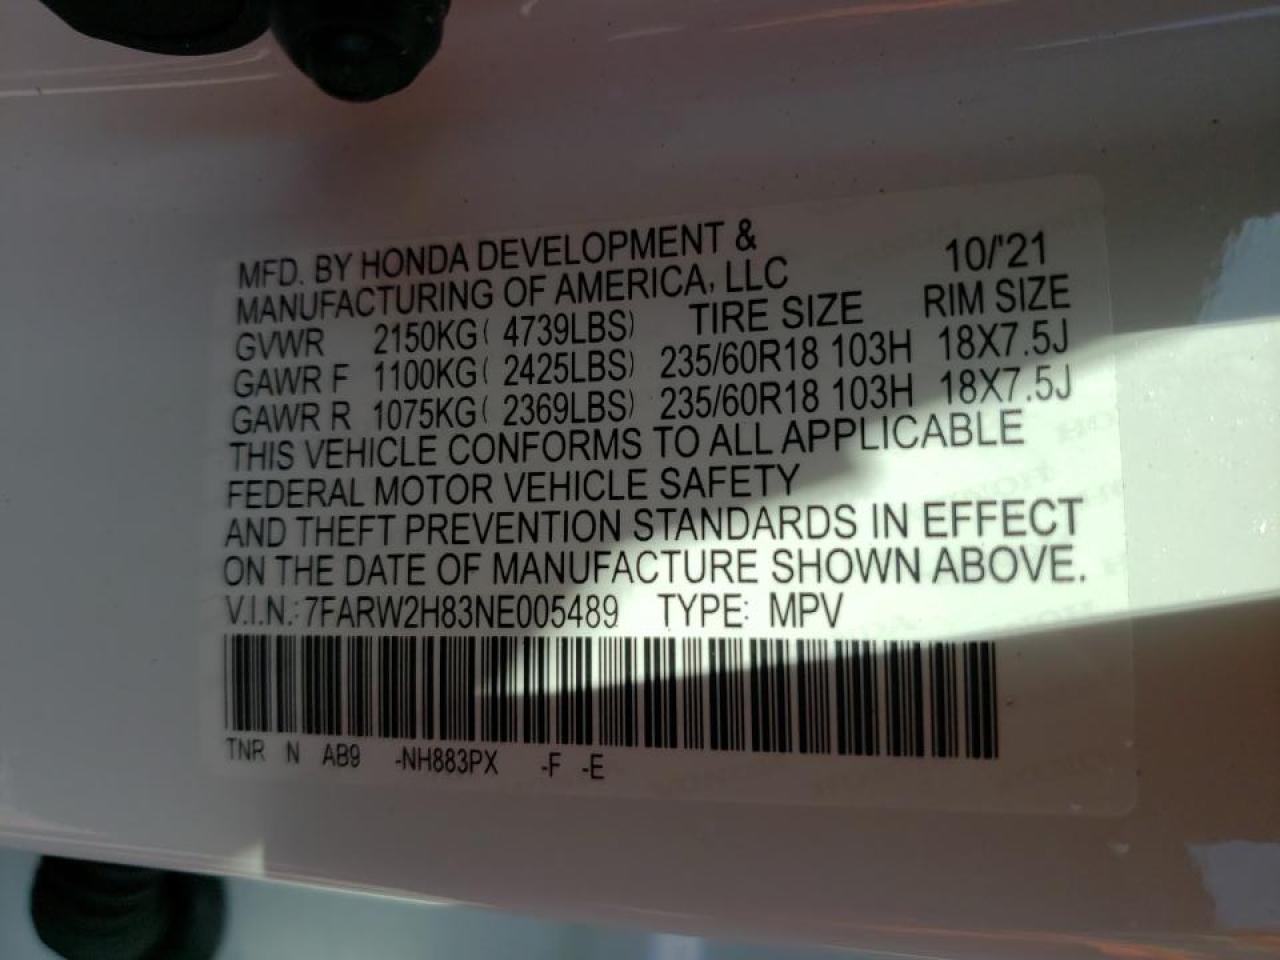 MFD. BY HONDA DEVELOPMENT & 10/'21
MANUFACTURING OF AMERICA, LLC
GVWR 2150KG( 4739LBS) TIRE SIZE RIM SIZE
GAWR F 1100KG( 2425LBS) 235/60R18 103H 18X7.5J
GAWR R 1075KG( 2369LBS) 235/60R18 103H 18X7.5J
THIS VEHICLE CONFORMS TO ALL APPLICABLE
FEDERAL MOTOR VEHICLE SAFETY
AND THEFT PREVENTION STANDARDS IN EFFECT
ON THE DATE OF MANUFACTURE SHOWN ABOVE.
V.I.N.: 7FARW2H83NE005489 TYPE: MPV
TNR N AB9 -NH883PX -F -E